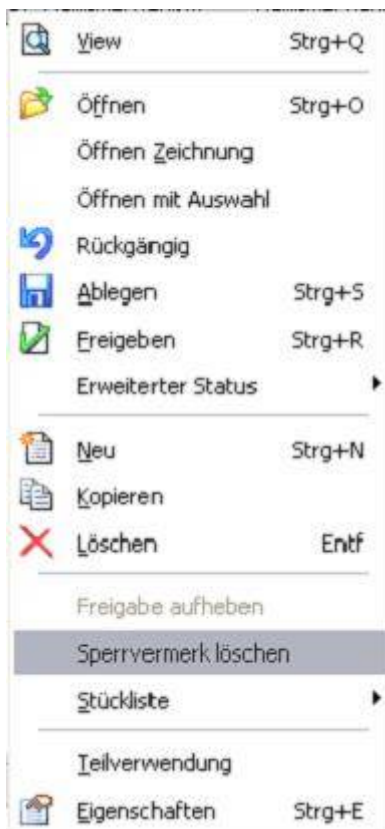 View Strg+Q
Öffnen Strg+O
Öffnen Zeichnung
Öffnen mit Auswahl
Rückgängig
Ablegen Strg+S
Freigeben Strg+R
Erweiterter Status
Neu Strg+N
Kopieren
Löschen Entf
Freigabe aufheben
Sperrvermerk löschen
Stückliste
Teilverwendung
Eigenschaften Strg+E